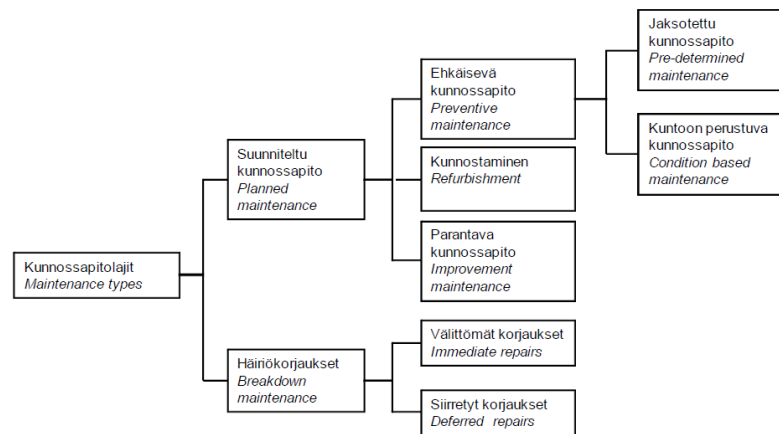 Kunnossapitolajit
Maintenance types
Suunniteltu
kunnossapito
Planned
maintenance
Ehkäisevä
kunnossapito
Preventive
maintenance
Jaksotettu
kunnossapito
Pre-determined
maintenance
Kuntoon perustuva
kunnossapito
Condition based
maintenance
Kunnostaminen
Refurbishment
Parantava
kunnossapito
Improvement
maintenance
Häiriökorjaukset
Breakdown
maintenance
Välittömät korjaukset
Immediate repairs
Siirretyt korjaukset
Deferred repairs